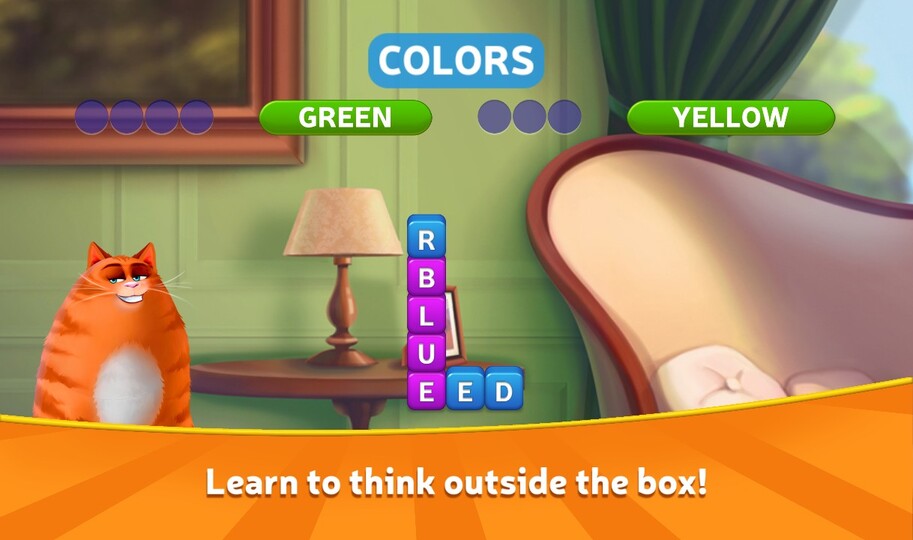 COLORS
GREEN
YELLOW
R
B
L
U
E E D
Learn to think outside the box!